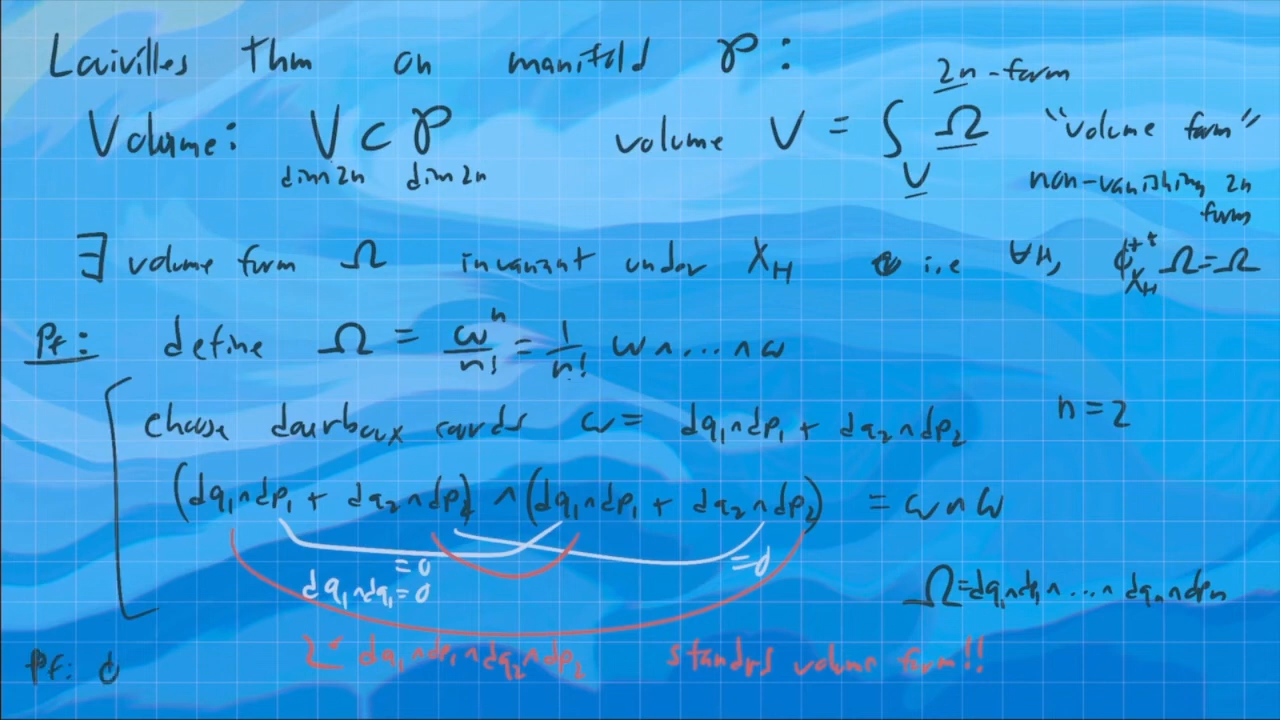 Loivilles Thm on manifold 𝒫:
2n-form
Volume: V ⊂ 𝒫 volume V = ∫_V Ω "volume form"
dim 2n dim 2n non-vanishing 2n form
∃ volume form Ω invariant under X_H i.e ∀H, ϕ^{t*}_{X_H} Ω = Ω
Pf: define Ω = ω^n/n! = 1/n! ω∧...∧ω
choose dourboux coords ω = dq₁∧dp₁ + dq₂∧dp₂ n=2
(dq₁∧dp₁ + dq₂∧dp₂) ∧ (dq₁∧dp₁ + dq₂∧dp₂) = ω∧ω
=0 =0
dq₁∧dq₁=0
Ω=dq₁∧dp₁∧...∧dqₙ∧dpₙ
2· dq₁∧dp₁∧dq₂∧dp₂ standrs volume form!!
Pf: